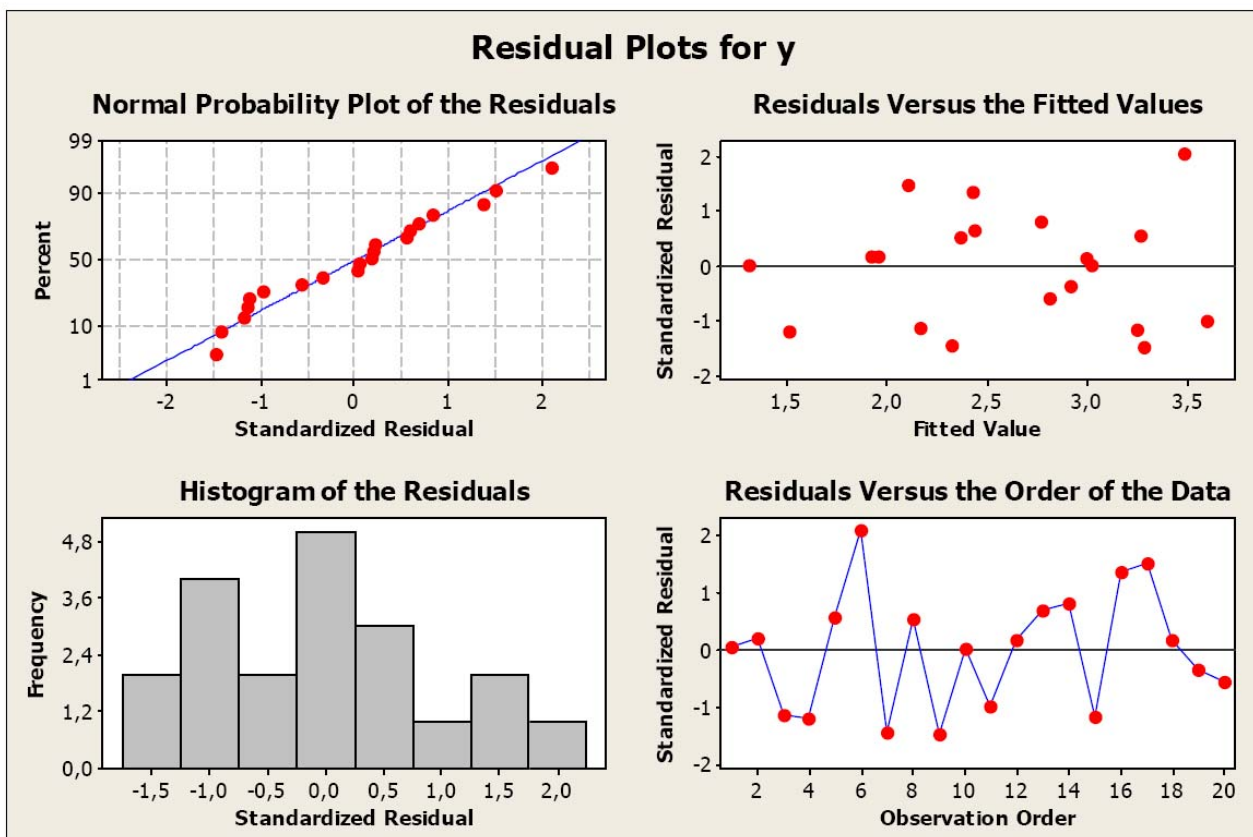 Residual Plots for y
Normal Probability Plot of the Residuals
99
90
50
10
1
Percent
-2 -1 0 1 2
Standardized Residual
Residuals Versus the Fitted Values
2
1
0
-1
-2
Standardized Residual
1,5 2,0 2,5 3,0 3,5
Fitted Value
Histogram of the Residuals
4,8
3,6
2,4
1,2
0,0
Frequency
-1,5 -1,0 -0,5 0,0 0,5 1,0 1,5 2,0
Standardized Residual
Residuals Versus the Order of the Data
2
1
0
-1
-2
Standardized Residual
2 4 6 8 10 12 14 16 18 20
Observation Order